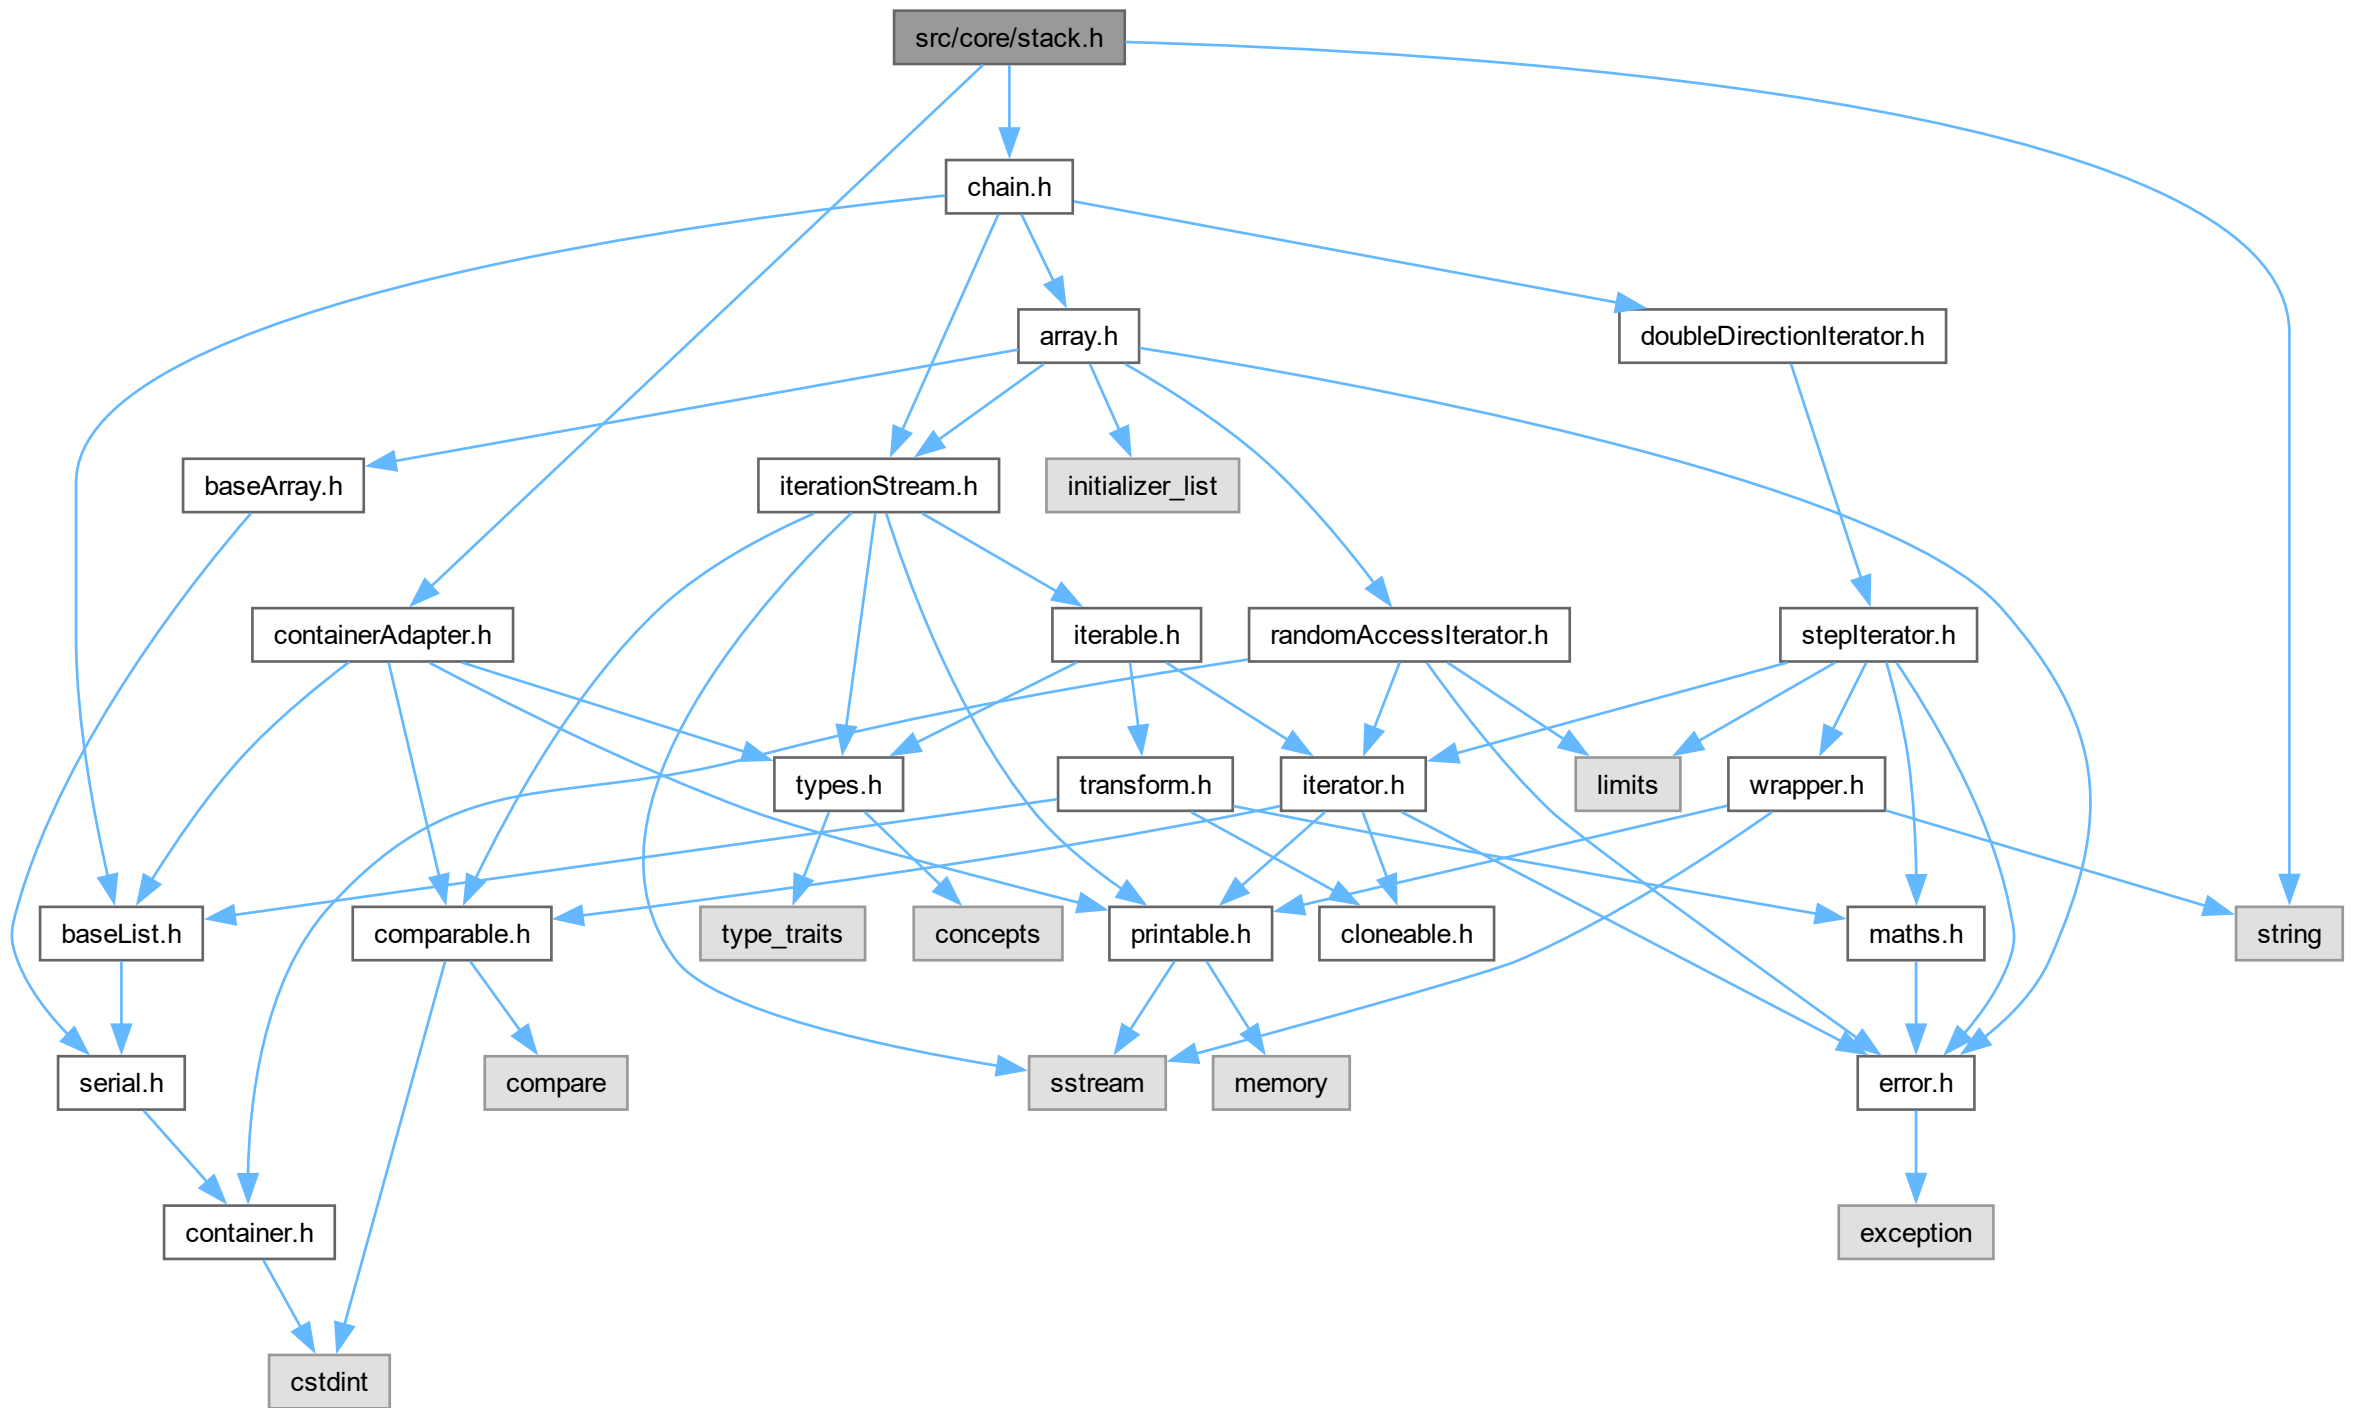 src/core/stack.h
chain.h
array.h
doubleDirectionIterator.h
baseArray.h
iterationStream.h
initializer_list
containerAdapter.h
iterable.h
randomAccessIterator.h
stepIterator.h
types.h
transform.h
iterator.h
limits
wrapper.h
baseList.h
comparable.h
type_traits
concepts
printable.h
cloneable.h
maths.h
string
serial.h
compare
sstream
memory
error.h
container.h
exception
cstdint